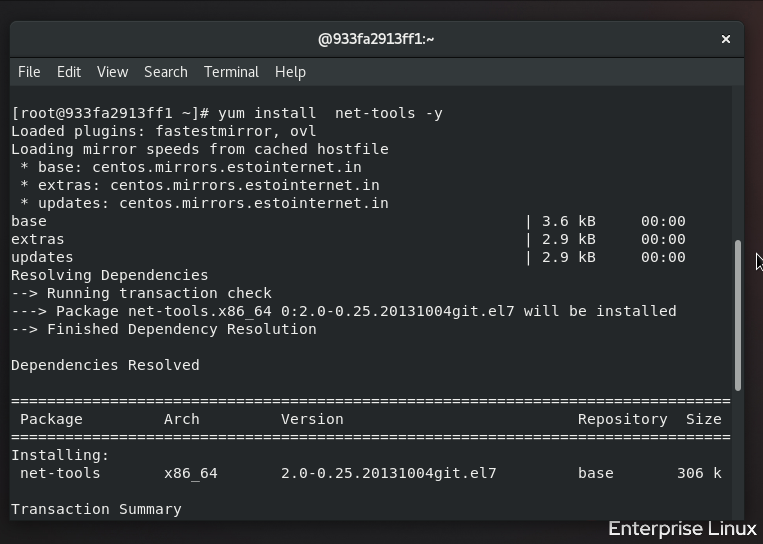 @933fa2913ff1:~
File Edit View Search Terminal Help
[root@933fa2913ff1 ~]# yum install  net-tools -y
Loaded plugins: fastestmirror, ovl
Loading mirror speeds from cached hostfile
 * base: centos.mirrors.estointernet.in
 * extras: centos.mirrors.estointernet.in
 * updates: centos.mirrors.estointernet.in
base                                                     | 3.6 kB     00:00
extras                                                   | 2.9 kB     00:00
updates                                                  | 2.9 kB     00:00
Resolving Dependencies
--> Running transaction check
---> Package net-tools.x86_64 0:2.0-0.25.20131004git.el7 will be installed
--> Finished Dependency Resolution
Dependencies Resolved
================================================================================
 Package         Arch         Version                          Repository  Size
================================================================================
Installing:
 net-tools       x86_64       2.0-0.25.20131004git.el7         base       306 k
Transaction Summary
Enterprise Linux